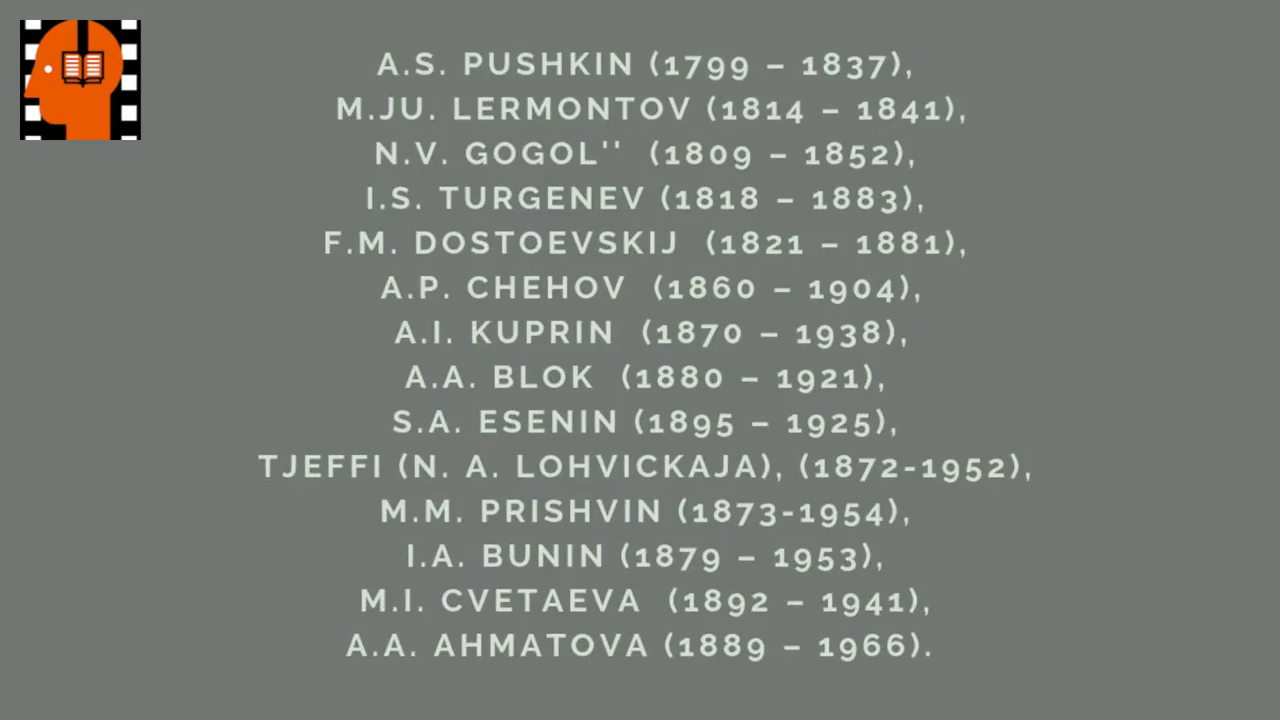 A.S. PUSHKIN (1799 – 1837),
M.JU. LERMONTOV (1814 – 1841),
N.V. GOGOL'' (1809 – 1852),
I.S. TURGENEV (1818 – 1883),
F.M. DOSTOEVSKIJ (1821 – 1881),
A.P. CHEHOV (1860 – 1904),
A.I. KUPRIN (1870 – 1938),
A.A. BLOK (1880 – 1921),
S.A. ESENIN (1895 – 1925),
TJEFFI (N. A. LOHVICKAJA), (1872-1952),
M.M. PRISHVIN (1873-1954),
I.A. BUNIN (1879 – 1953),
M.I. CVETAEVA (1892 – 1941),
A.A. AHMATOVA (1889 – 1966).